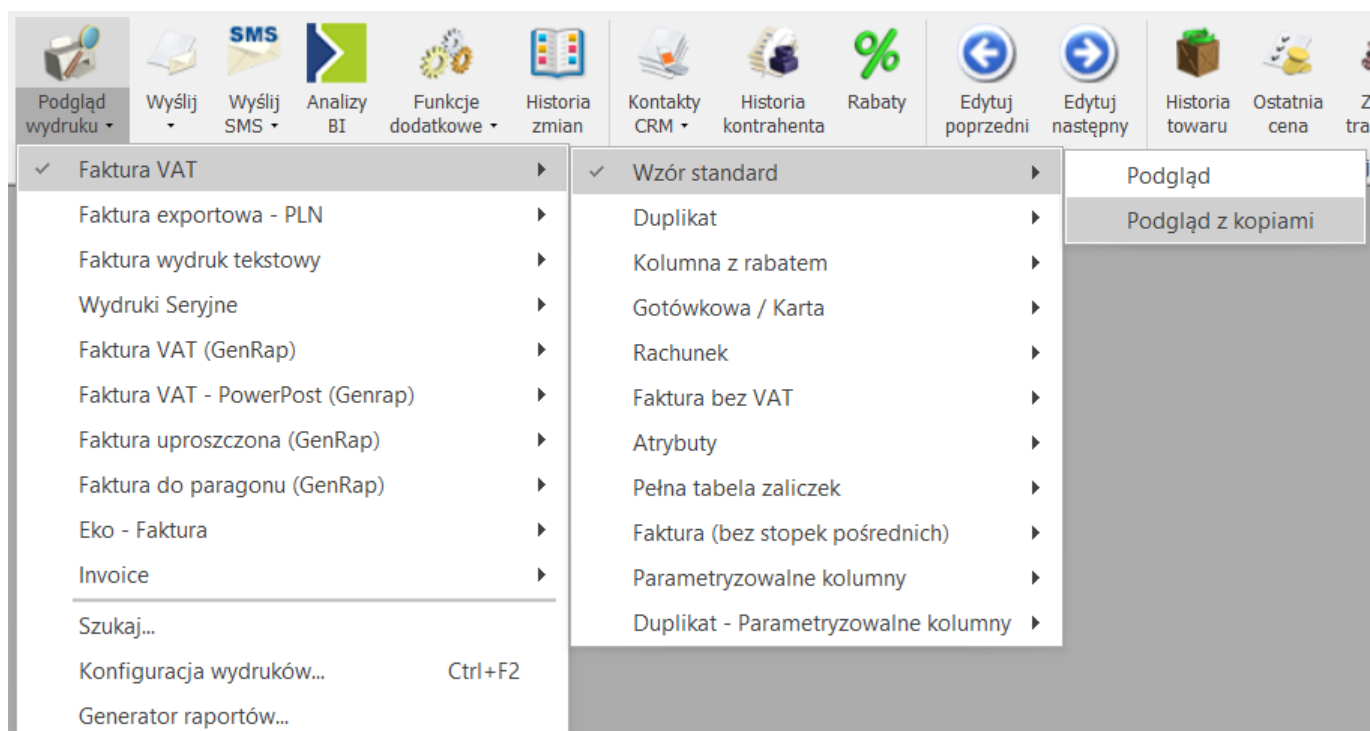 SMS
Podgląd wydruku
Wyślij
Wyślij SMS
Analizy BI
Funkcje dodatkowe
Historia zmian
Kontakty CRM
Historia kontrahenta
Rabaty
Edytuj poprzedni
Edytuj następny
Historia towaru
Ostatnia cena
Faktura VAT
Faktura exportowa - PLN
Faktura wydruk tekstowy
Wydruki Seryjne
Faktura VAT (GenRap)
Faktura VAT - PowerPost (Genrap)
Faktura uproszczona (GenRap)
Faktura do paragonu (GenRap)
Eko - Faktura
Invoice
Szukaj...
Konfiguracja wydruków... Ctrl+F2
Generator raportów...
Wzór standard
Duplikat
Kolumna z rabatem
Gotówkowa / Karta
Rachunek
Faktura bez VAT
Atrybuty
Pełna tabela zaliczek
Faktura (bez stopek pośrednich)
Parametryzowalne kolumny
Duplikat - Parametryzowalne kolumny
Podgląd
Podgląd z kopiami